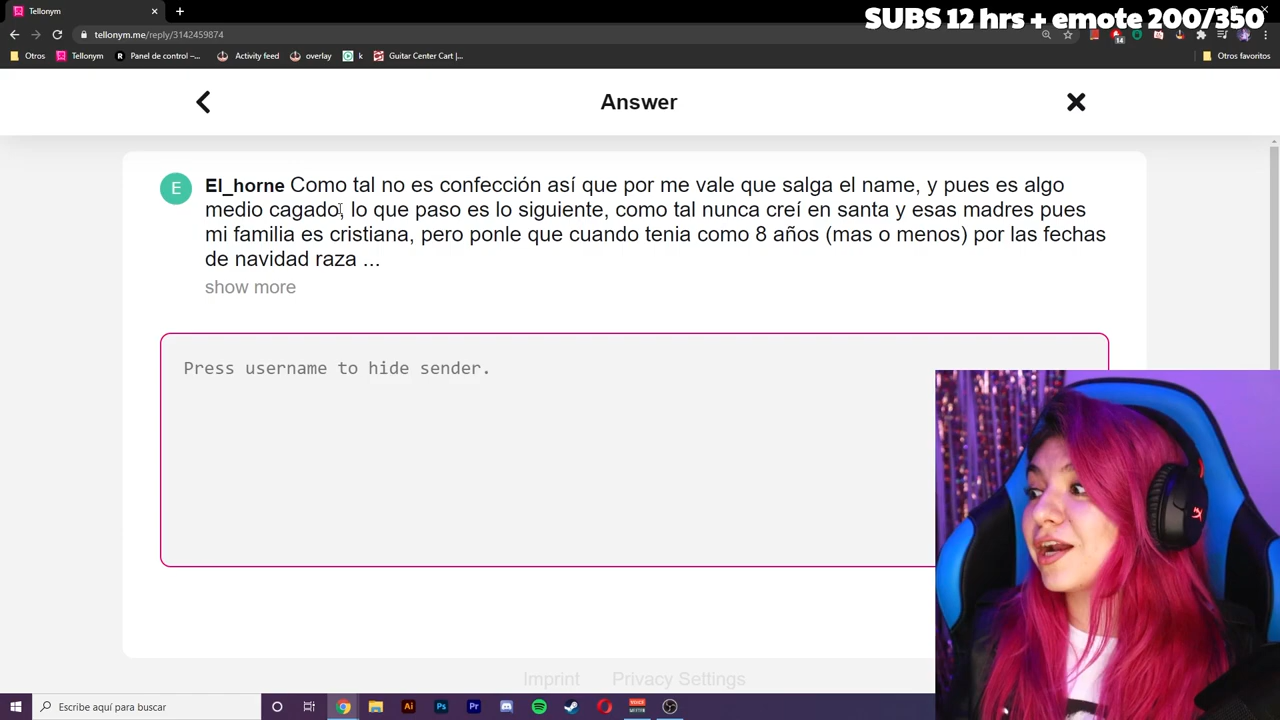 Tellonym
SUBS 12 hrs + emote 200/350
tellonym.me/reply/3142459874
Otros
Tellonym
Panel de control –...
Activity feed
overlay
k
Guitar Center Cart |...
Otros favoritos
Answer
E
El_horne Como tal no es confección así que por me vale que salga el name, y pues es algo
medio cagado, lo que paso es lo siguiente, como tal nunca creí en santa y esas madres pues
mi familia es cristiana, pero ponle que cuando tenia como 8 años (mas o menos) por las fechas
de navidad raza ...
show more
Press username to hide sender.
Imprint
Privacy Settings
Escribe aquí para buscar